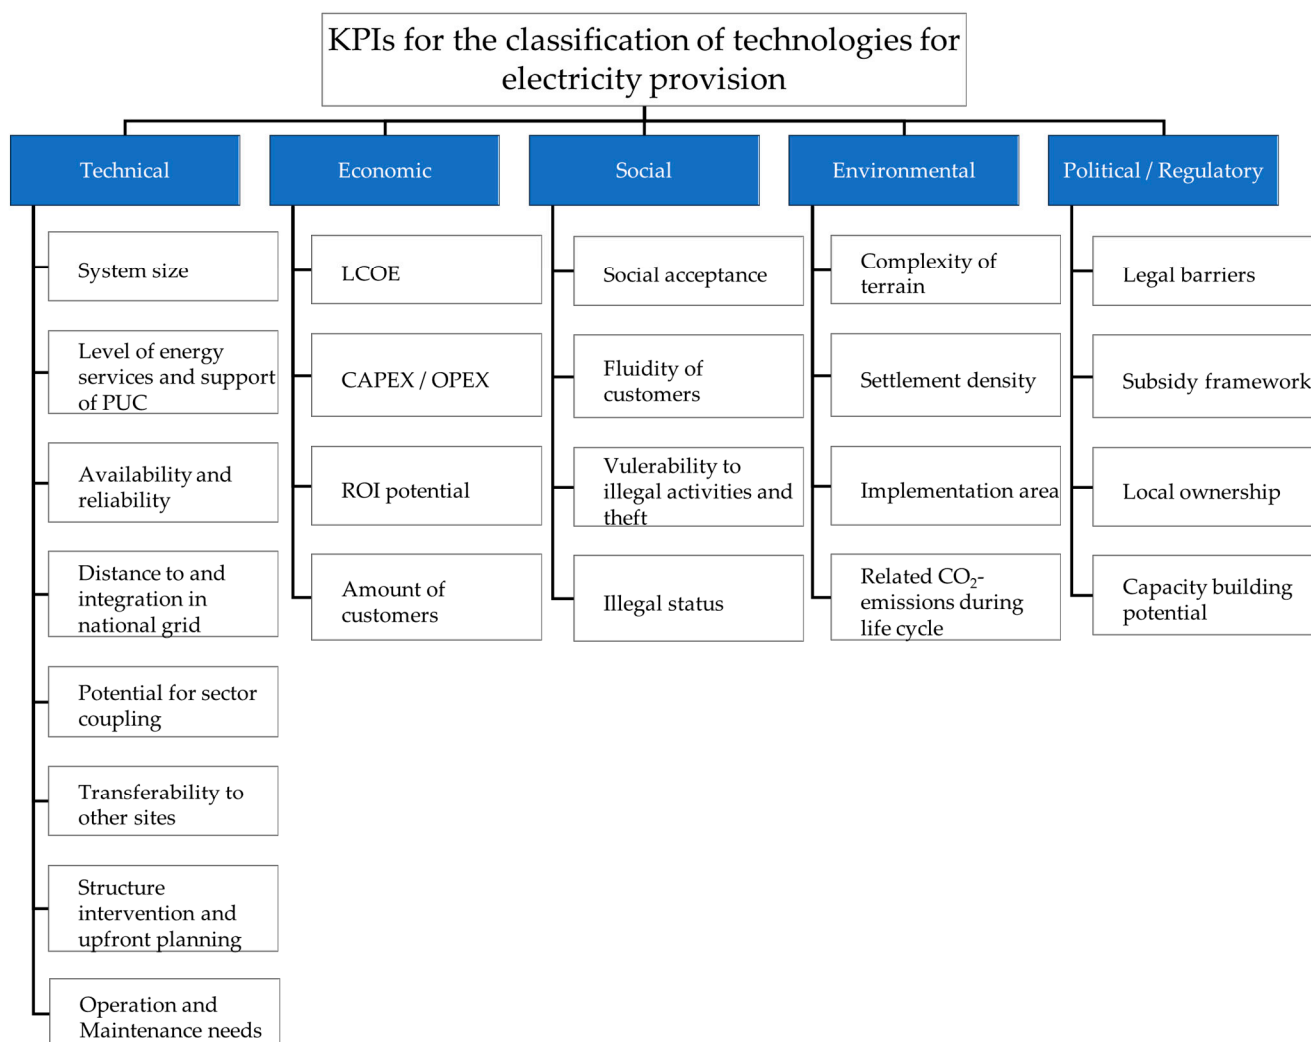 KPIs for the classification of technologies for
electricity provision
Technical
System size
Level of energy
services and support
of PUC
Availability and
reliability
Distance to and
integration in
national grid
Potential for sector
coupling
Transferability to
other sites
Structure
intervention and
upfront planning
Operation and
Maintenance needs
Economic
LCOE
CAPEX / OPEX
ROI potential
Amount of
customers
Social
Social acceptance
Fluidity of
customers
Vulerability to
illegal activities and
theft
Illegal status
Environmental
Complexity of
terrain
Settlement density
Implementation area
Related CO₂-
emissions during
life cycle
Political / Regulatory
Legal barriers
Subsidy framework
Local ownership
Capacity building
potential